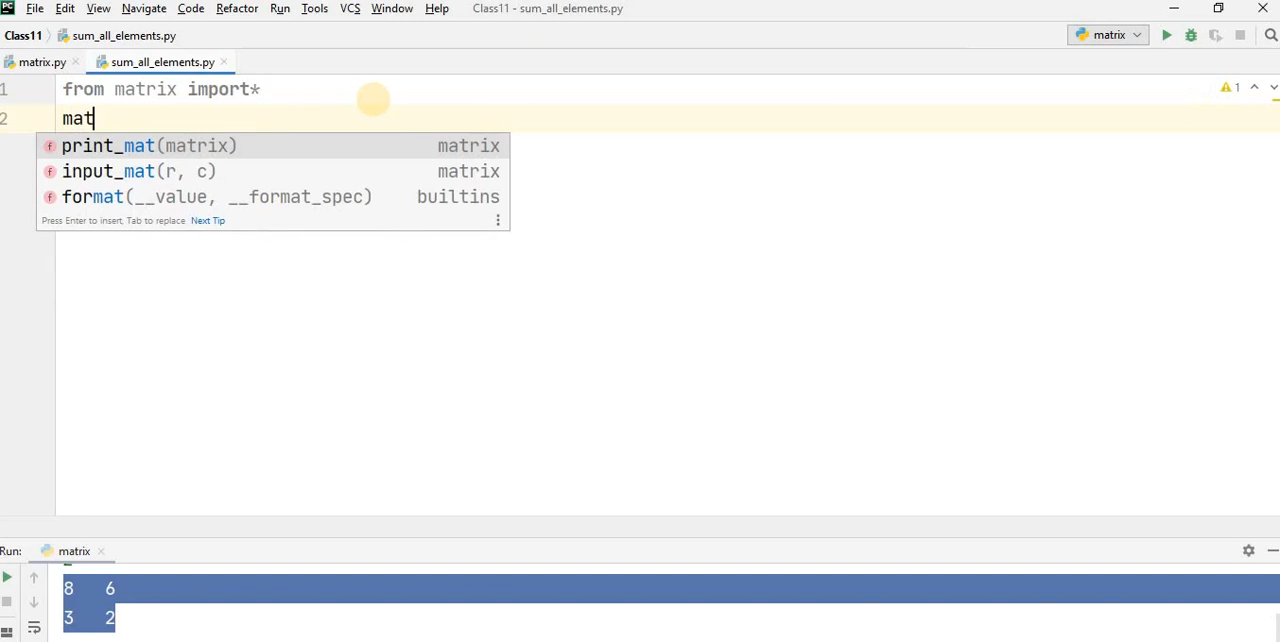 PC File Edit View Navigate Code Refactor Run Tools VCS Window Help Class11 - sum_all_elements.py
Class11 sum_all_elements.py matrix
matrix.py sum_all_elements.py
1 from matrix import* 1
2 mat
f print_mat(matrix) matrix
f input_mat(r, c) matrix
f format(__value, __format_spec) builtins
Press Enter to insert, Tab to replace Next Tip
Run: matrix
8 6
3 2